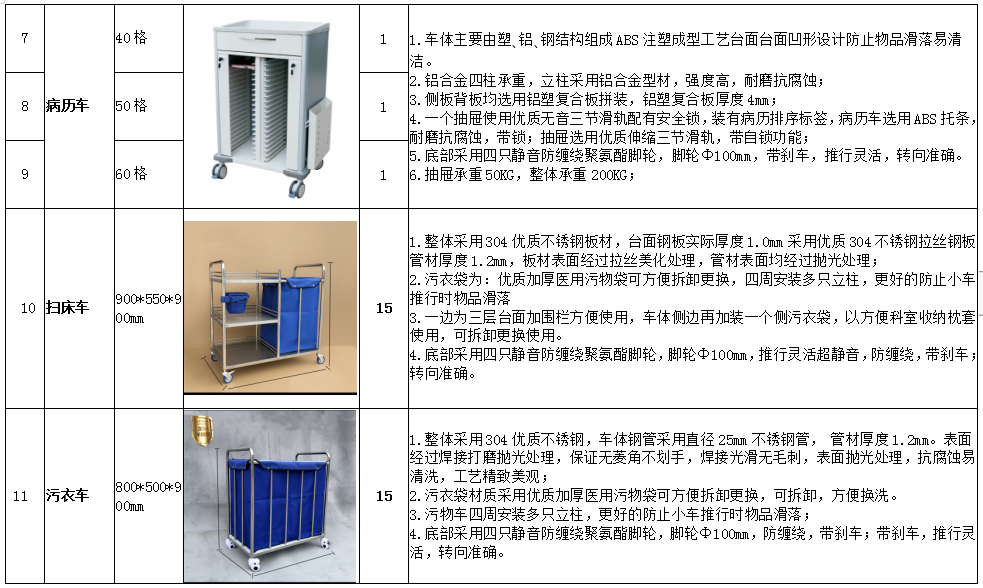 7
40格
1
8
病历车
50格
1
9
60格
1
1.车体主要由塑、铝、钢结构组成ABS注塑成型工艺台面台面凹形设计防止物品滑落易清
洁。
2.铝合金四柱承重，立柱采用铝合金型材，强度高，耐磨抗腐蚀；
3.侧板背板均选用铝塑复合板拼装，铝塑复合板厚度4mm；
4.一个抽屉使用优质无音三节滑轨配有安全锁，装有病历排序标签，病历车选用ABS托条，
耐磨抗腐蚀，带锁；抽屉选用优质伸缩三节滑轨，带自锁功能；
5.底部采用四只静音防缠绕聚氨酯脚轮，脚轮Φ100mm，带刹车，推行灵活，转向准确。
6.抽屉承重50KG，整体承重200KG；
10
扫床车
900*550*9
00mm
15
1.整体采用304优质不锈钢板材，台面钢板实际厚度1.0mm采用优质304不锈钢拉丝钢板
管材厚度1.2mm，板材表面经过拉丝美化处理，管材表面均经过抛光处理；
2.污衣袋为：优质加厚医用污物袋可方便拆卸更换，四周安装多只立柱，更好的防止小车
推行时物品滑落
3.一边为三层台面加围栏方便使用，车体侧边再加装一个侧污衣袋，以方便科室收纳枕套
使用，可拆卸更换使用。
4.底部采用四只静音防缠绕聚氨酯脚轮，脚轮Φ100mm，推行灵活超静音，防缠绕，带刹车；
转向准确。
11
污衣车
800*500*9
00mm
15
1.整体采用304优质不锈钢，车体钢管采用直径25mm不锈钢管， 管材厚度1.2mm。表面
经过焊接打磨抛光处理，保证无菱角不划手，焊接光滑无毛刺，表面抛光处理，抗腐蚀易
清洗，工艺精致美观；
2.污衣袋材质采用优质加厚医用污物袋可方便拆卸更换，可拆卸，方便换洗。
3.污物车四周安装多只立柱，更好的防止小车推行时物品滑落；
4.底部采用四只静音防缠绕聚氨酯脚轮，脚轮Φ100mm，防缠绕，带刹车；带刹车，推行灵
活，转向准确。